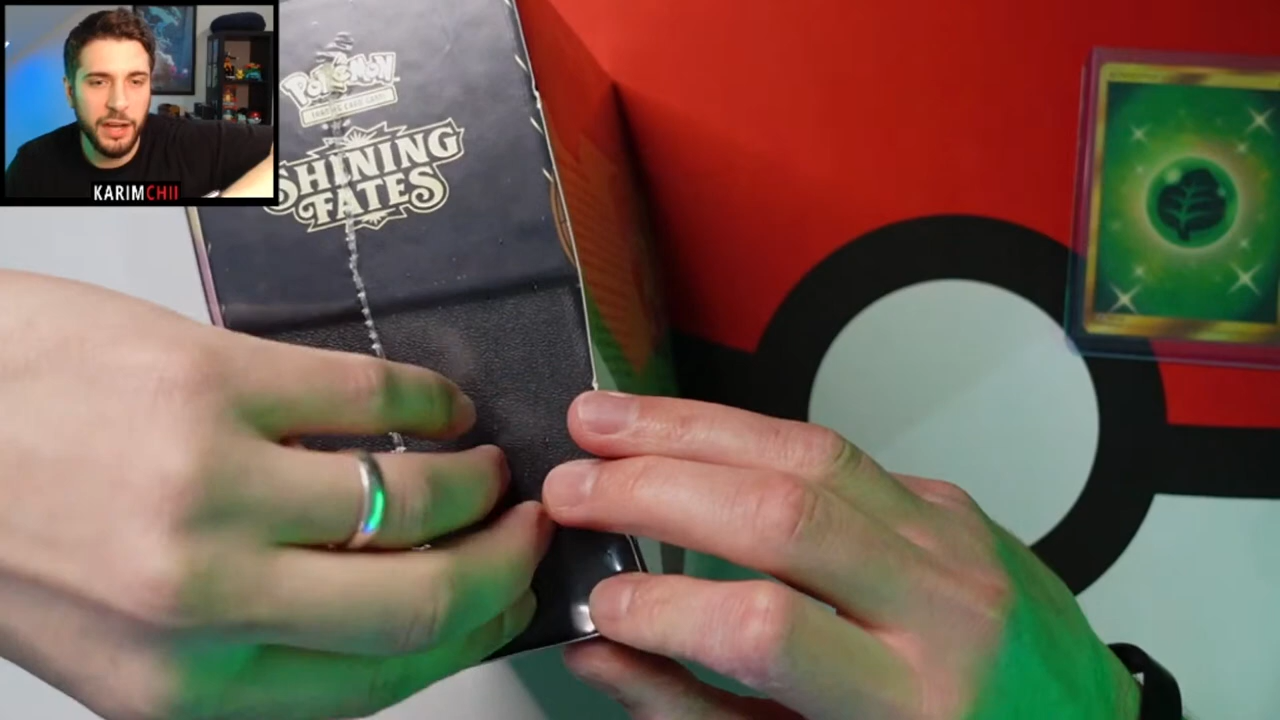 POKÉMON
TRADING CARD GAME
SHINING
FATES
KARIMCHII